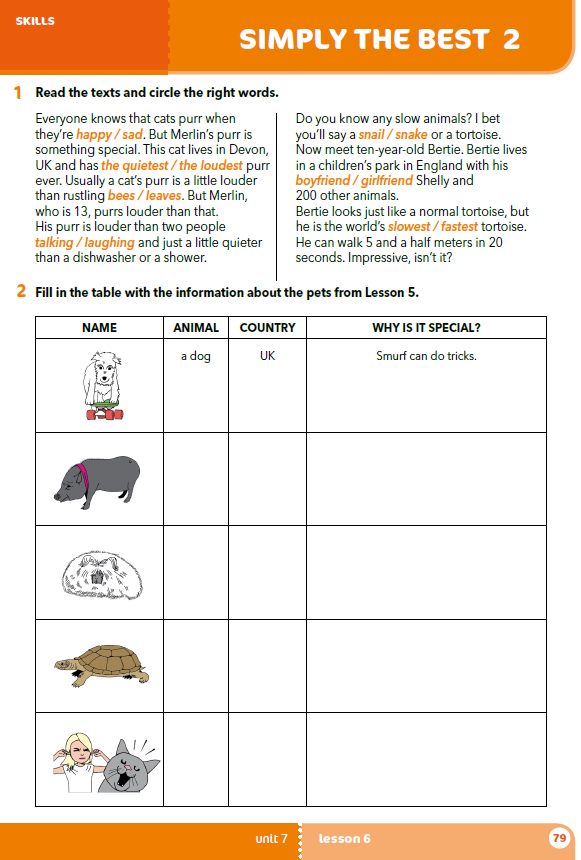 SKILLS
SIMPLY THE BEST 2
1 Read the texts and circle the right words.
Everyone knows that cats purr when
they're happy / sad. But Merlin's purr is
something special. This cat lives in Devon,
UK and has the quietest / the loudest purr
ever. Usually a cat's purr is a little louder
than rustling bees / leaves. But Merlin,
who is 13, purrs louder than that.
His purr is louder than two people
talking / laughing and just a little quieter
than a dishwasher or a shower.
Do you know any slow animals? I bet
you'll say a snail / snake or a tortoise.
Now meet ten-year-old Bertie. Bertie lives
in a children's park in England with his
boyfriend / girlfriend Shelly and
200 other animals.
Bertie looks just like a normal tortoise, but
he is the world's slowest / fastest tortoise.
He can walk 5 and a half meters in 20
seconds. Impressive, isn't it?
2 Fill in the table with the information about the pets from Lesson 5.
NAME ANIMAL COUNTRY WHY IS IT SPECIAL?
a dog UK Smurf can do tricks.
unit 7 lesson 6 79